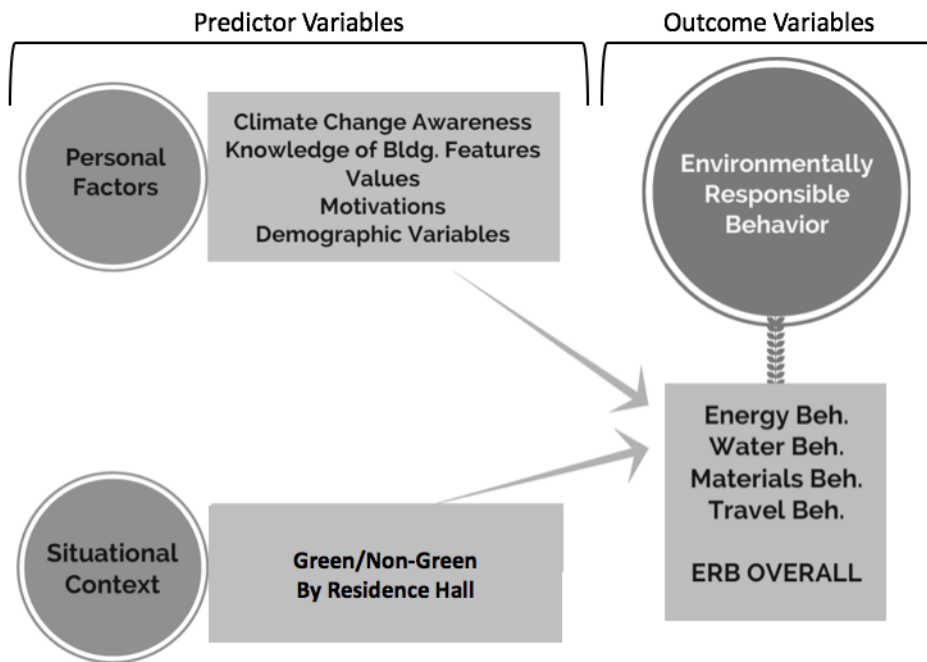 Predictor Variables
Outcome Variables
Personal
Factors
Climate Change Awareness
Knowledge of Bldg. Features
Values
Motivations
Demographic Variables
Environmentally
Responsible
Behavior
Energy Beh.
Water Beh.
Materials Beh.
Travel Beh.
ERB OVERALL
Situational
Context
Green/Non-Green
By Residence Hall